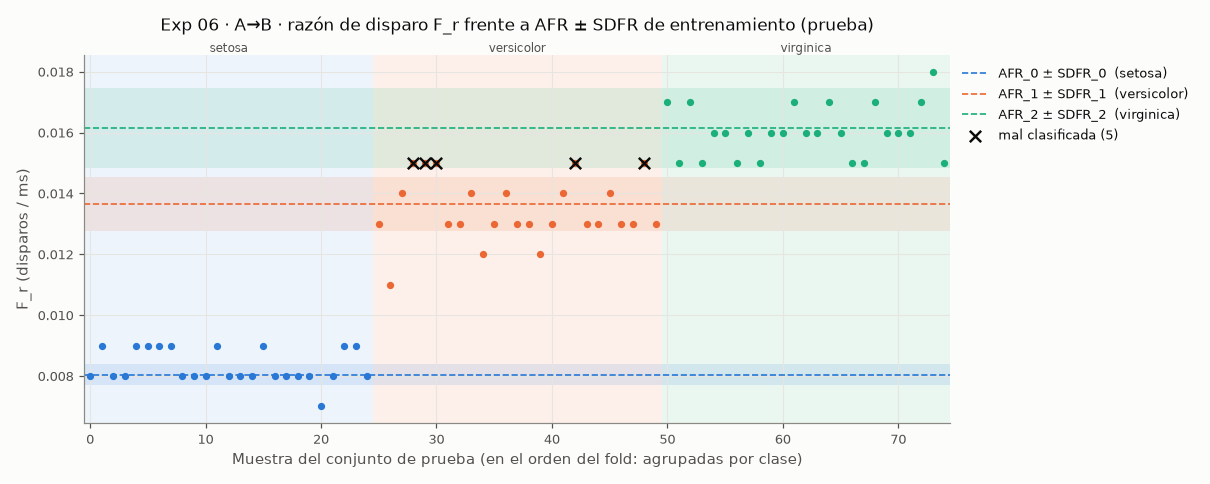 Exp 06 · A→B · razón de disparo F_r frente a AFR ± SDFR de entrenamiento (prueba)
setosa
versicolor
virginica
0.018
0.016
0.014
0.012
0.010
0.008
F_r (disparos / ms)
0
10
20
30
40
50
60
70
Muestra del conjunto de prueba (en el orden del fold: agrupadas por clase)
AFR_0 ± SDFR_0 (setosa)
AFR_1 ± SDFR_1 (versicolor)
AFR_2 ± SDFR_2 (virginica)
mal clasificada (5)